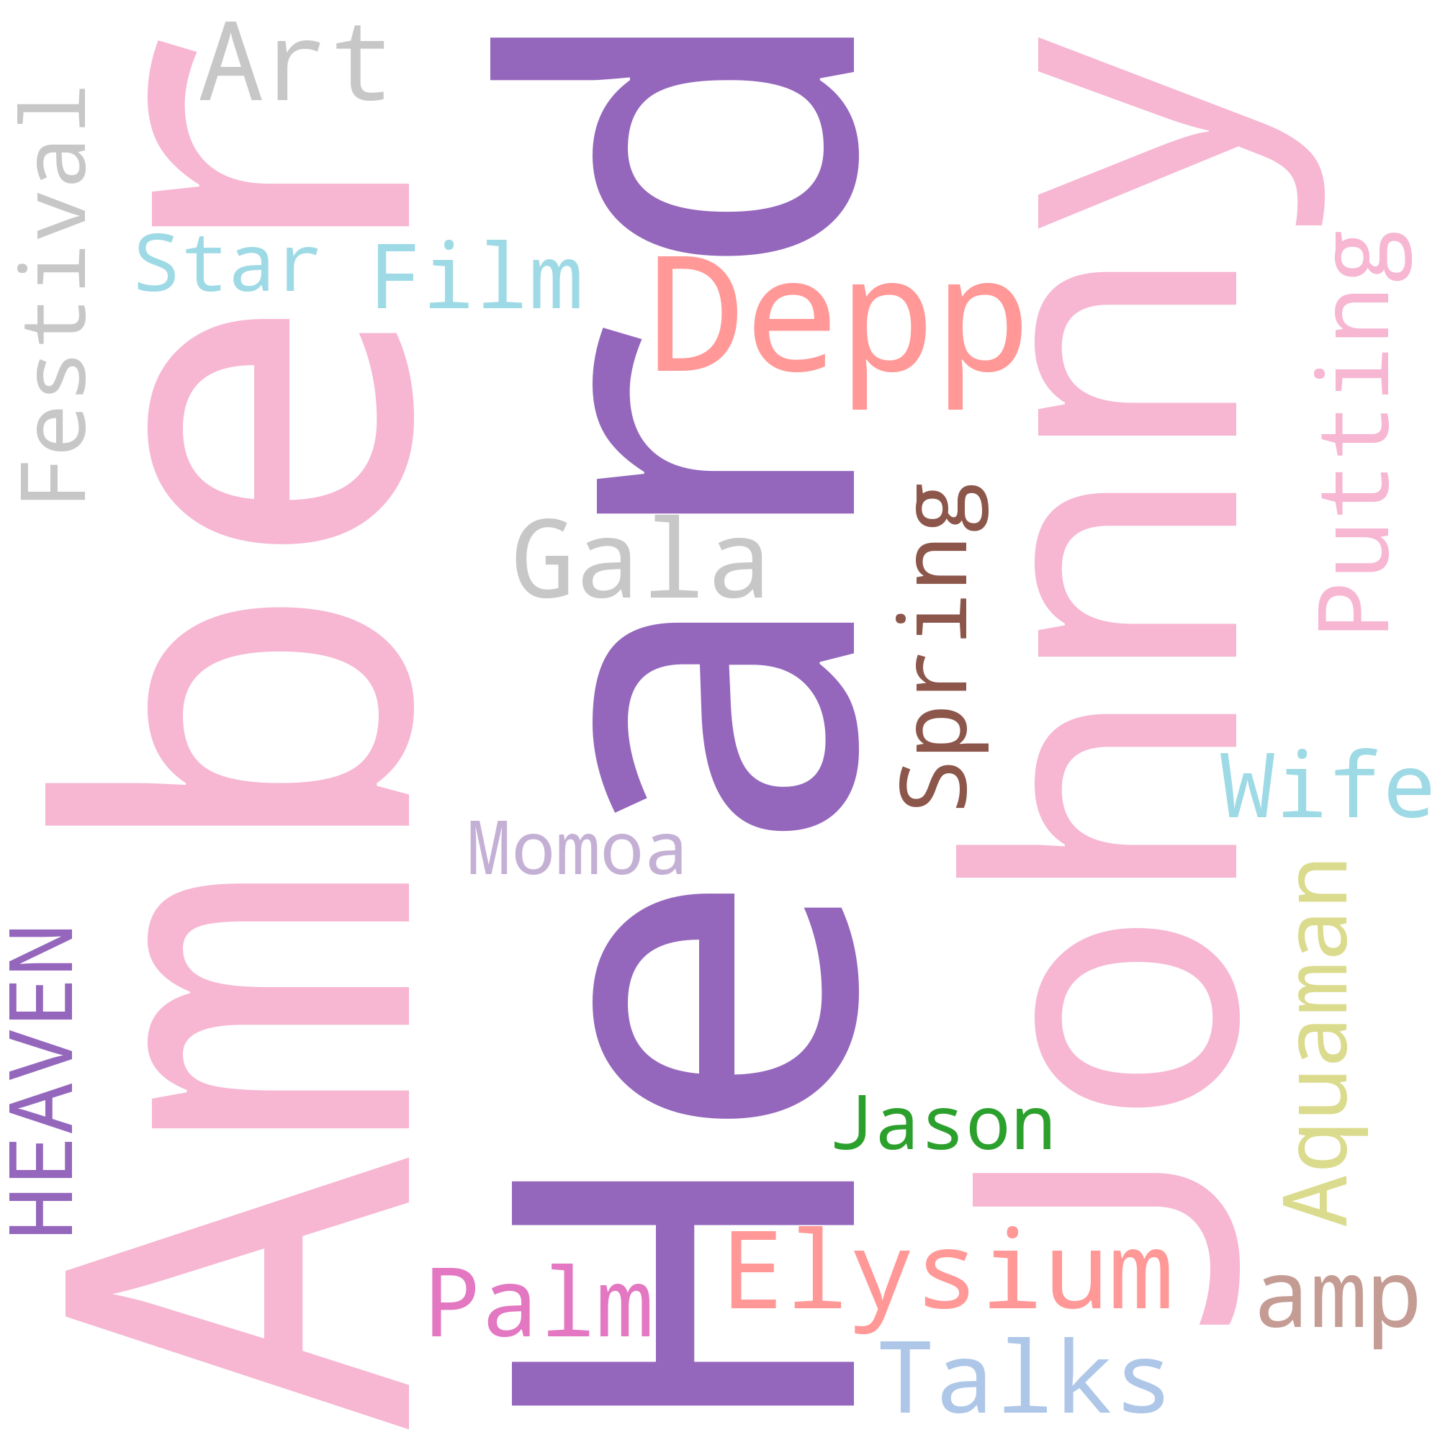 Art
Festival
Amber
Heard
Johnny
Star
Film
Depp
Putting
Gala
Spring
Wife
Momoa
Aquaman
HEAVEN
Jason
Elysium
Palm
amp
Talks